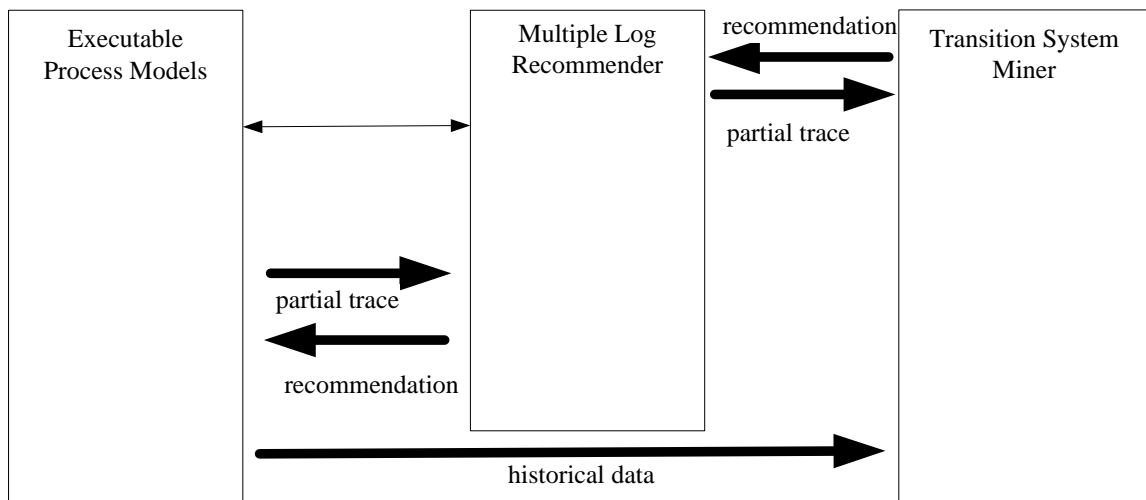 Executable
Process Models
Multiple Log
Recommender
recommendation
Transition System
Miner
partial trace
partial trace
recommendation
historical data